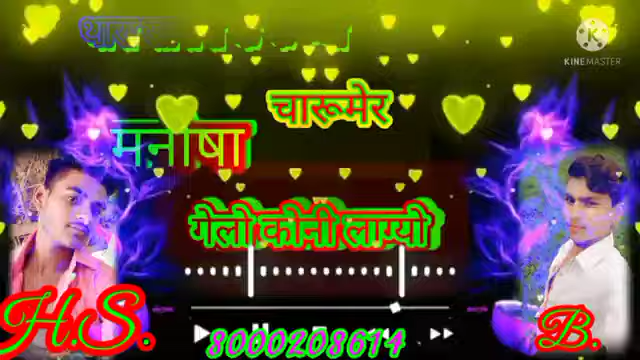 KINEMASTER
चारूमेर
मनीषा
गेलो कोनी लाग्यो
H.S.
B.
8000208614